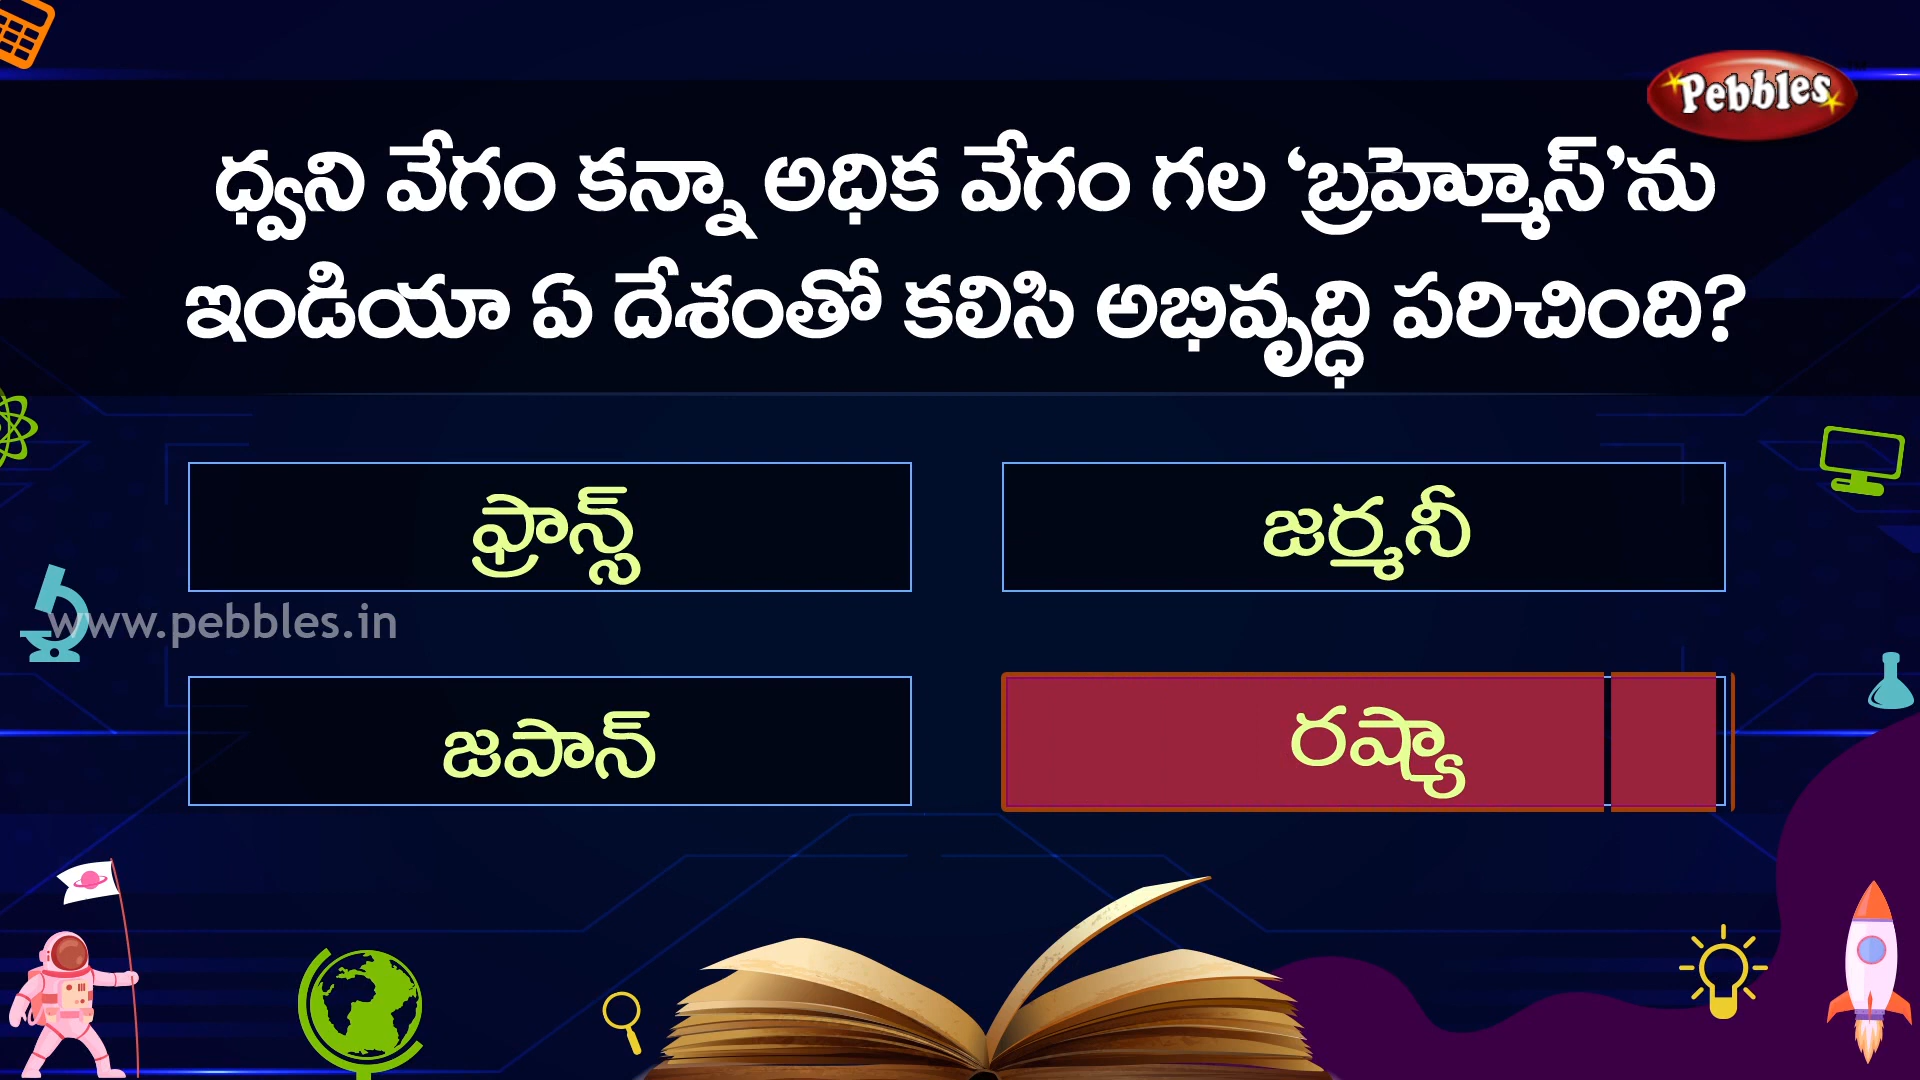 Pebbles
ధ్వని వేగం కన్నా అధిక వేగం గల ‘బ్రహ్మోస్’ను
ఇండియా ఏ దేశంతో కలిసి అభివృద్ధి పరిచింది?
ఫ్రాన్స్
జర్మనీ
www.pebbles.in
జపాన్
రష్యా